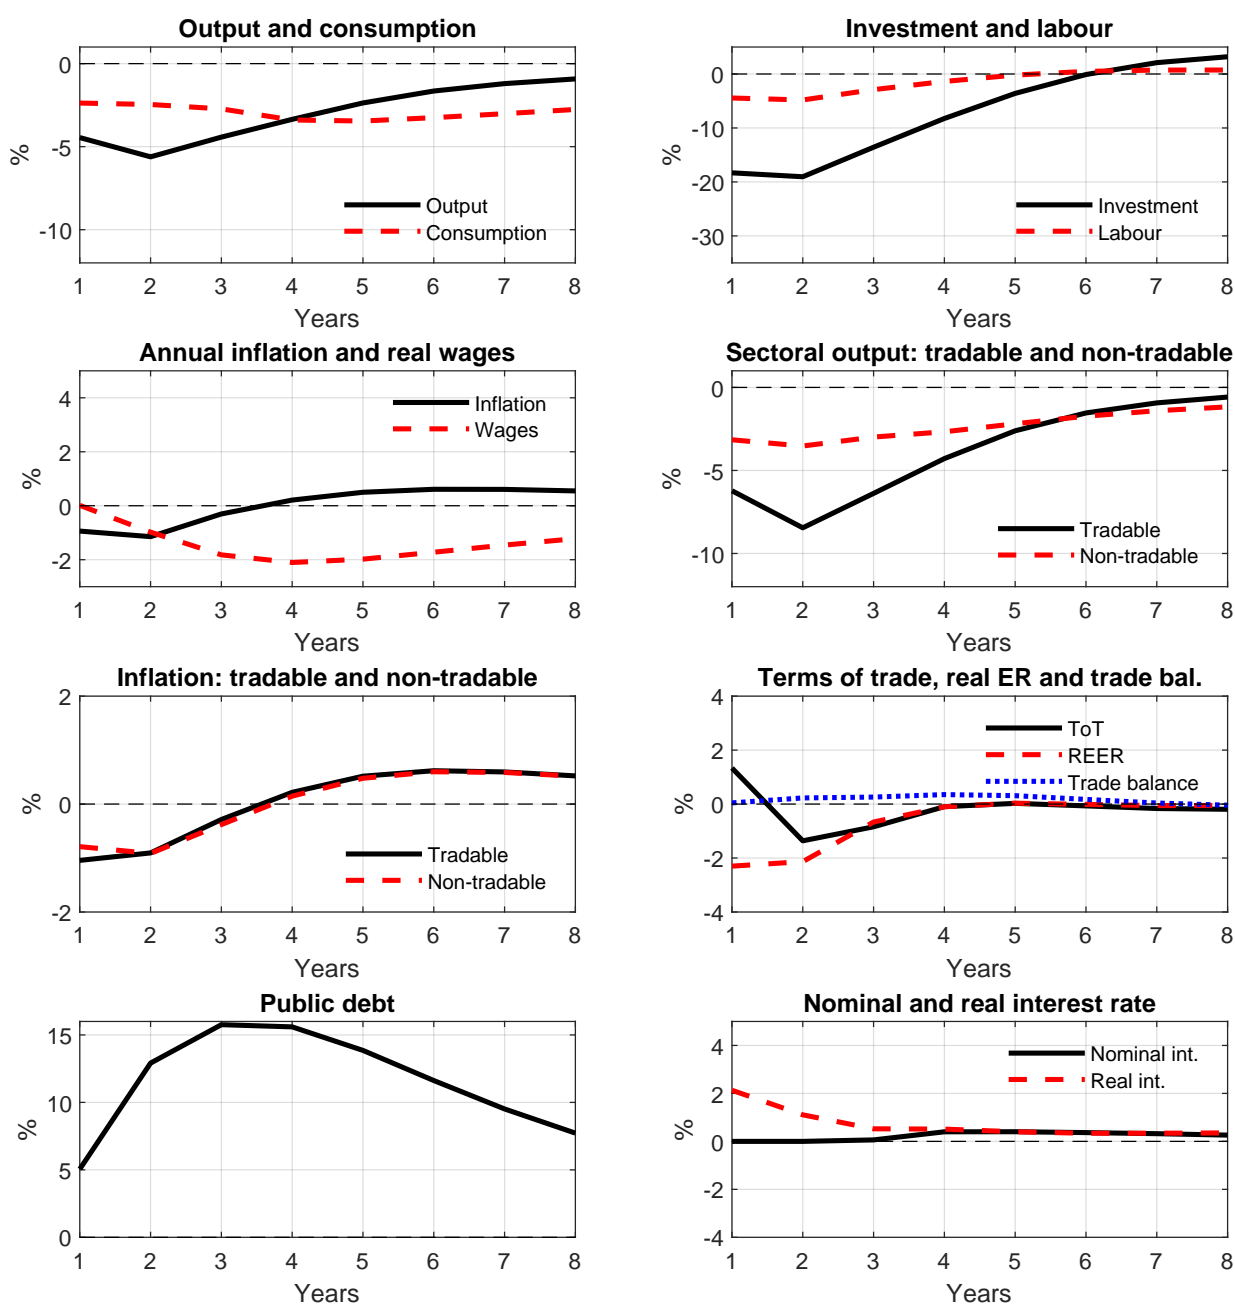 Output and consumption
0
-5
-10
%
Output
Consumption
1 2 3 4 5 6 7 8
Years
Investment and labour
0
-10
-20
-30
%
Investment
Labour
1 2 3 4 5 6 7 8
Years
Annual inflation and real wages
4
2
0
-2
%
Inflation
Wages
1 2 3 4 5 6 7 8
Years
Sectoral output: tradable and non-tradable
0
-5
-10
%
Tradable
Non-tradable
1 2 3 4 5 6 7 8
Years
Inflation: tradable and non-tradable
2
0
-2
%
Tradable
Non-tradable
1 2 3 4 5 6 7 8
Years
Terms of trade, real ER and trade bal.
4
2
0
-2
-4
%
ToT
REER
Trade balance
1 2 3 4 5 6 7 8
Years
Public debt
15
10
5
0
%
1 2 3 4 5 6 7 8
Years
Nominal and real interest rate
4
2
0
-2
-4
%
Nominal int.
Real int.
1 2 3 4 5 6 7 8
Years